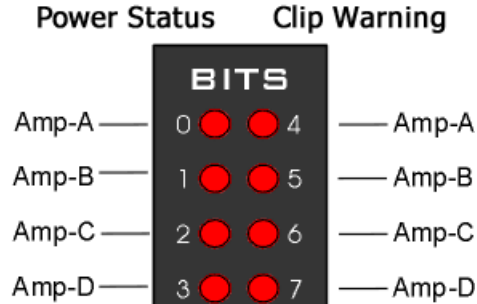 Power Status Clip Warning
BITS
Amp-A 0 4 Amp-A
Amp-B 1 5 Amp-B
Amp-C 2 6 Amp-C
Amp-D 3 7 Amp-D